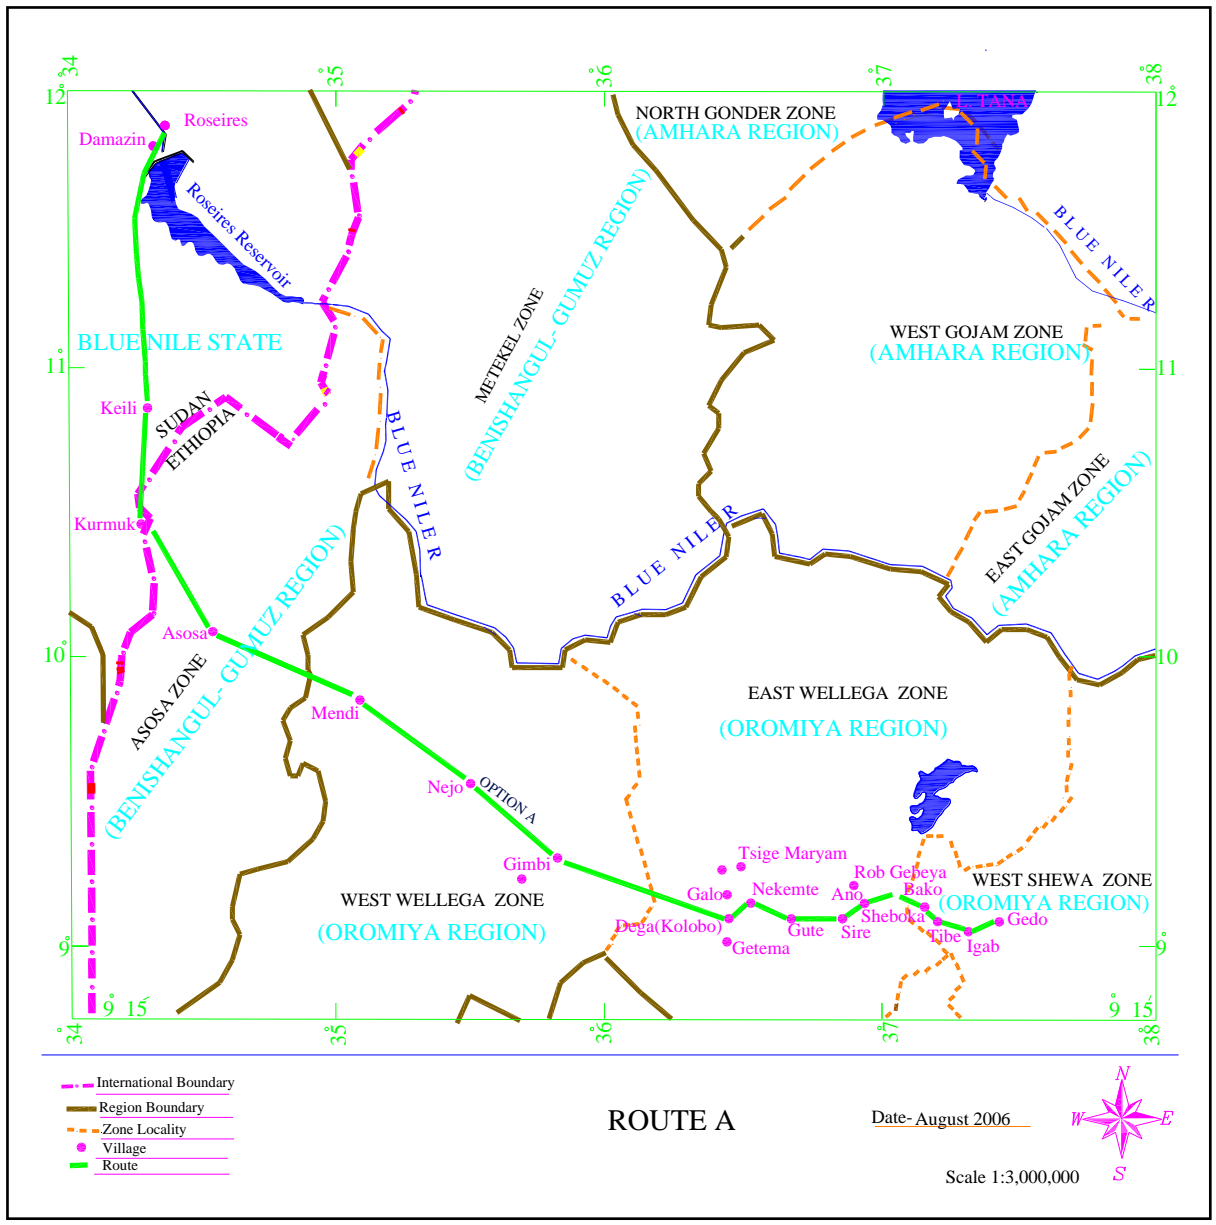 34°
35°
36°
37°
38°
12°
12°
L. TANA
NORTH GONDER ZONE
(AMHARA REGION)
Roseires
Damazin
Roseires Reservoir
BLUE NILE R
BLUE NILE STATE
METEKEL ZONE
(BENISHANGUL- GUMUZ REGION)
WEST GOJAM ZONE
(AMHARA REGION)
11°
11°
Keili
SUDAN
ETHIOPIA
BLUE NILE R
BLUE NILE R
EAST GOJAM ZONE
(AMHARA REGION)
Kurmuk
Asosa
10°
10°
ASOSA ZONE
(BENISHANGUL- GUMUZ REGION)
Mendi
EAST WELLEGA ZONE
(OROMIYA REGION)
Nejo
OPTION A
Gimbi
Tsige Maryam
Rob Gebeya
WEST SHEWA ZONE
(OROMIYA REGION)
WEST WELLEGA ZONE
(OROMIYA REGION)
Galo
Nekemte
Ano
Bako
Dega(Kolobo)
Gute
Sire
Sheboka
Tibe
Gedo
Getema
Igab
9°
9°
9° 15'
9° 15'
34°
35°
36°
37°
38°
International Boundary
Region Boundary
Zone Locality
Village
Route
ROUTE A
Date- August 2006
Scale 1:3,000,000
N
W
E
S